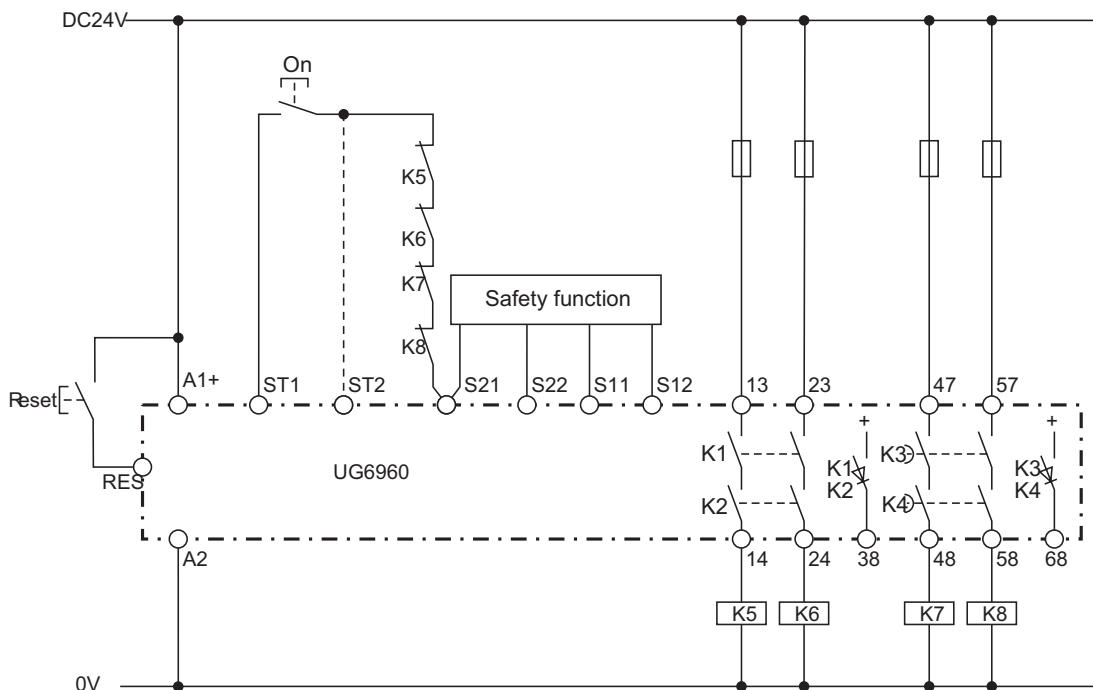 DC24V
On
K5
K6
K7
Safety function
K8
A1+ ST1 ST2 S21 S22 S11 S12 13 23 47 57
Reset
+ +
K1 K1 K3 K3
UG6960
K2 K4
RES
K2 K4
A2 14 24 38 48 58 68
K5 K6 K7 K8
0V